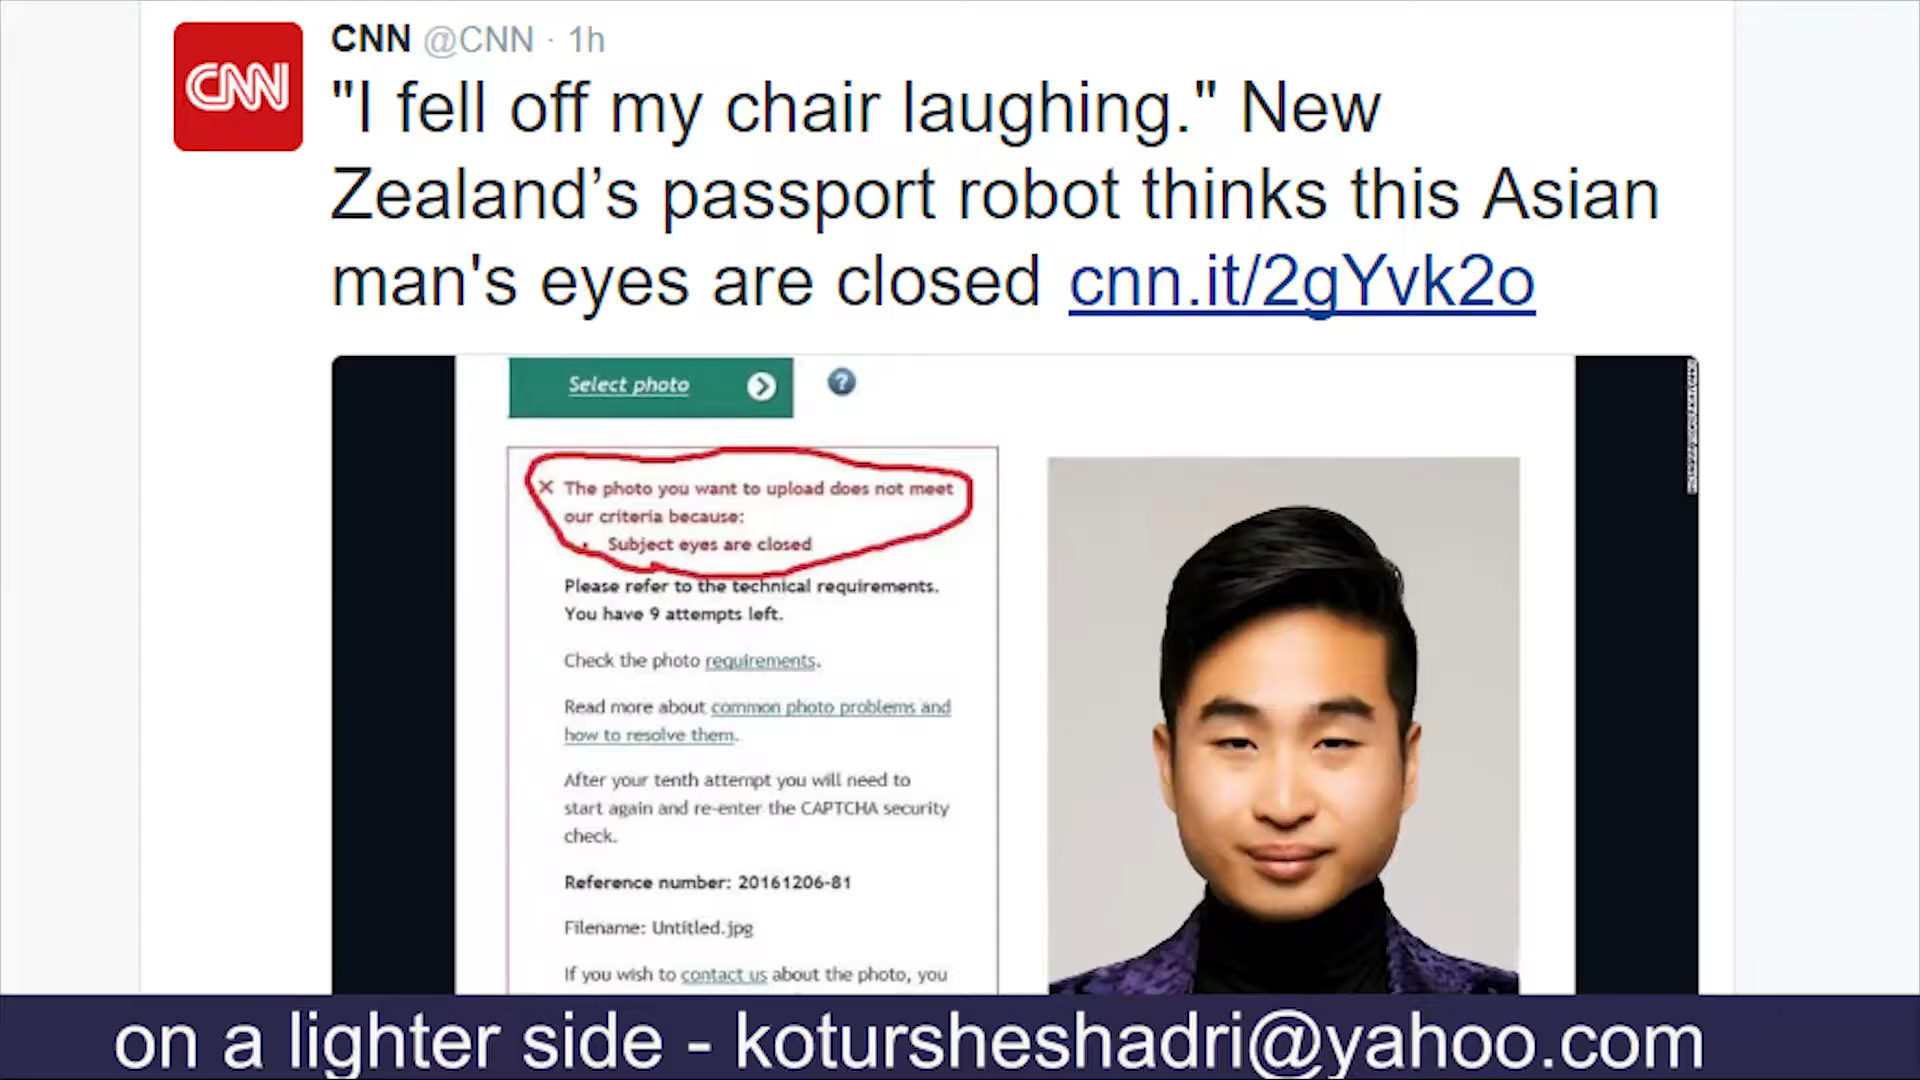 CNN
CNN @CNN · 1h
"I fell off my chair laughing." New
Zealand’s passport robot thinks this Asian
man's eyes are closed cnn.it/2gYvk2o
Select photo
?
X The photo you want to upload does not meet
our criteria because:
• Subject eyes are closed
Please refer to the technical requirements.
You have 9 attempts left.
Check the photo requirements.
Read more about common photo problems and
how to resolve them.
After your tenth attempt you will need to
start again and re-enter the CAPTCHA security
check.
Reference number: 20161206-81
Filename: Untitled.jpg
If you wish to contact us about the photo, you
on a lighter side - kotursheshadri@yahoo.com